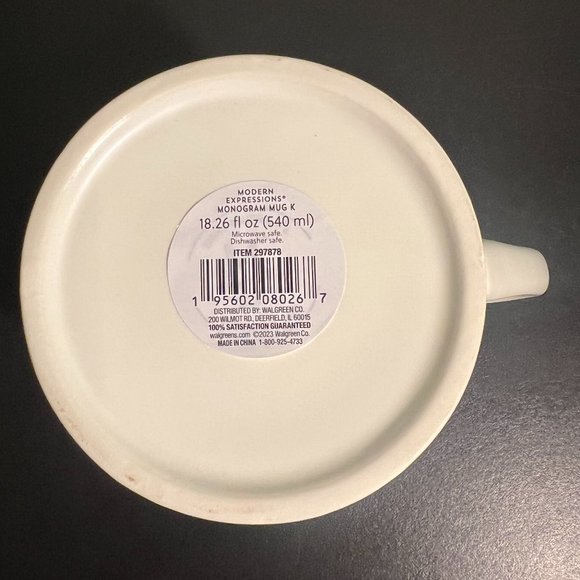 MODERN
EXPRESSIONS®
MONOGRAM MUG K
18.26 fl oz (540 ml)
Microwave safe.
Dishwasher safe.
ITEM 297878
1 95602 08026 7
DISTRIBUTED BY: WALGREEN CO.
200 WILMOT RD., DEERFIELD, IL 60015
100% SATISFACTION GUARANTEED
walgreens.com ©2023 Walgreen Co.
MADE IN CHINA 1-800-925-4733